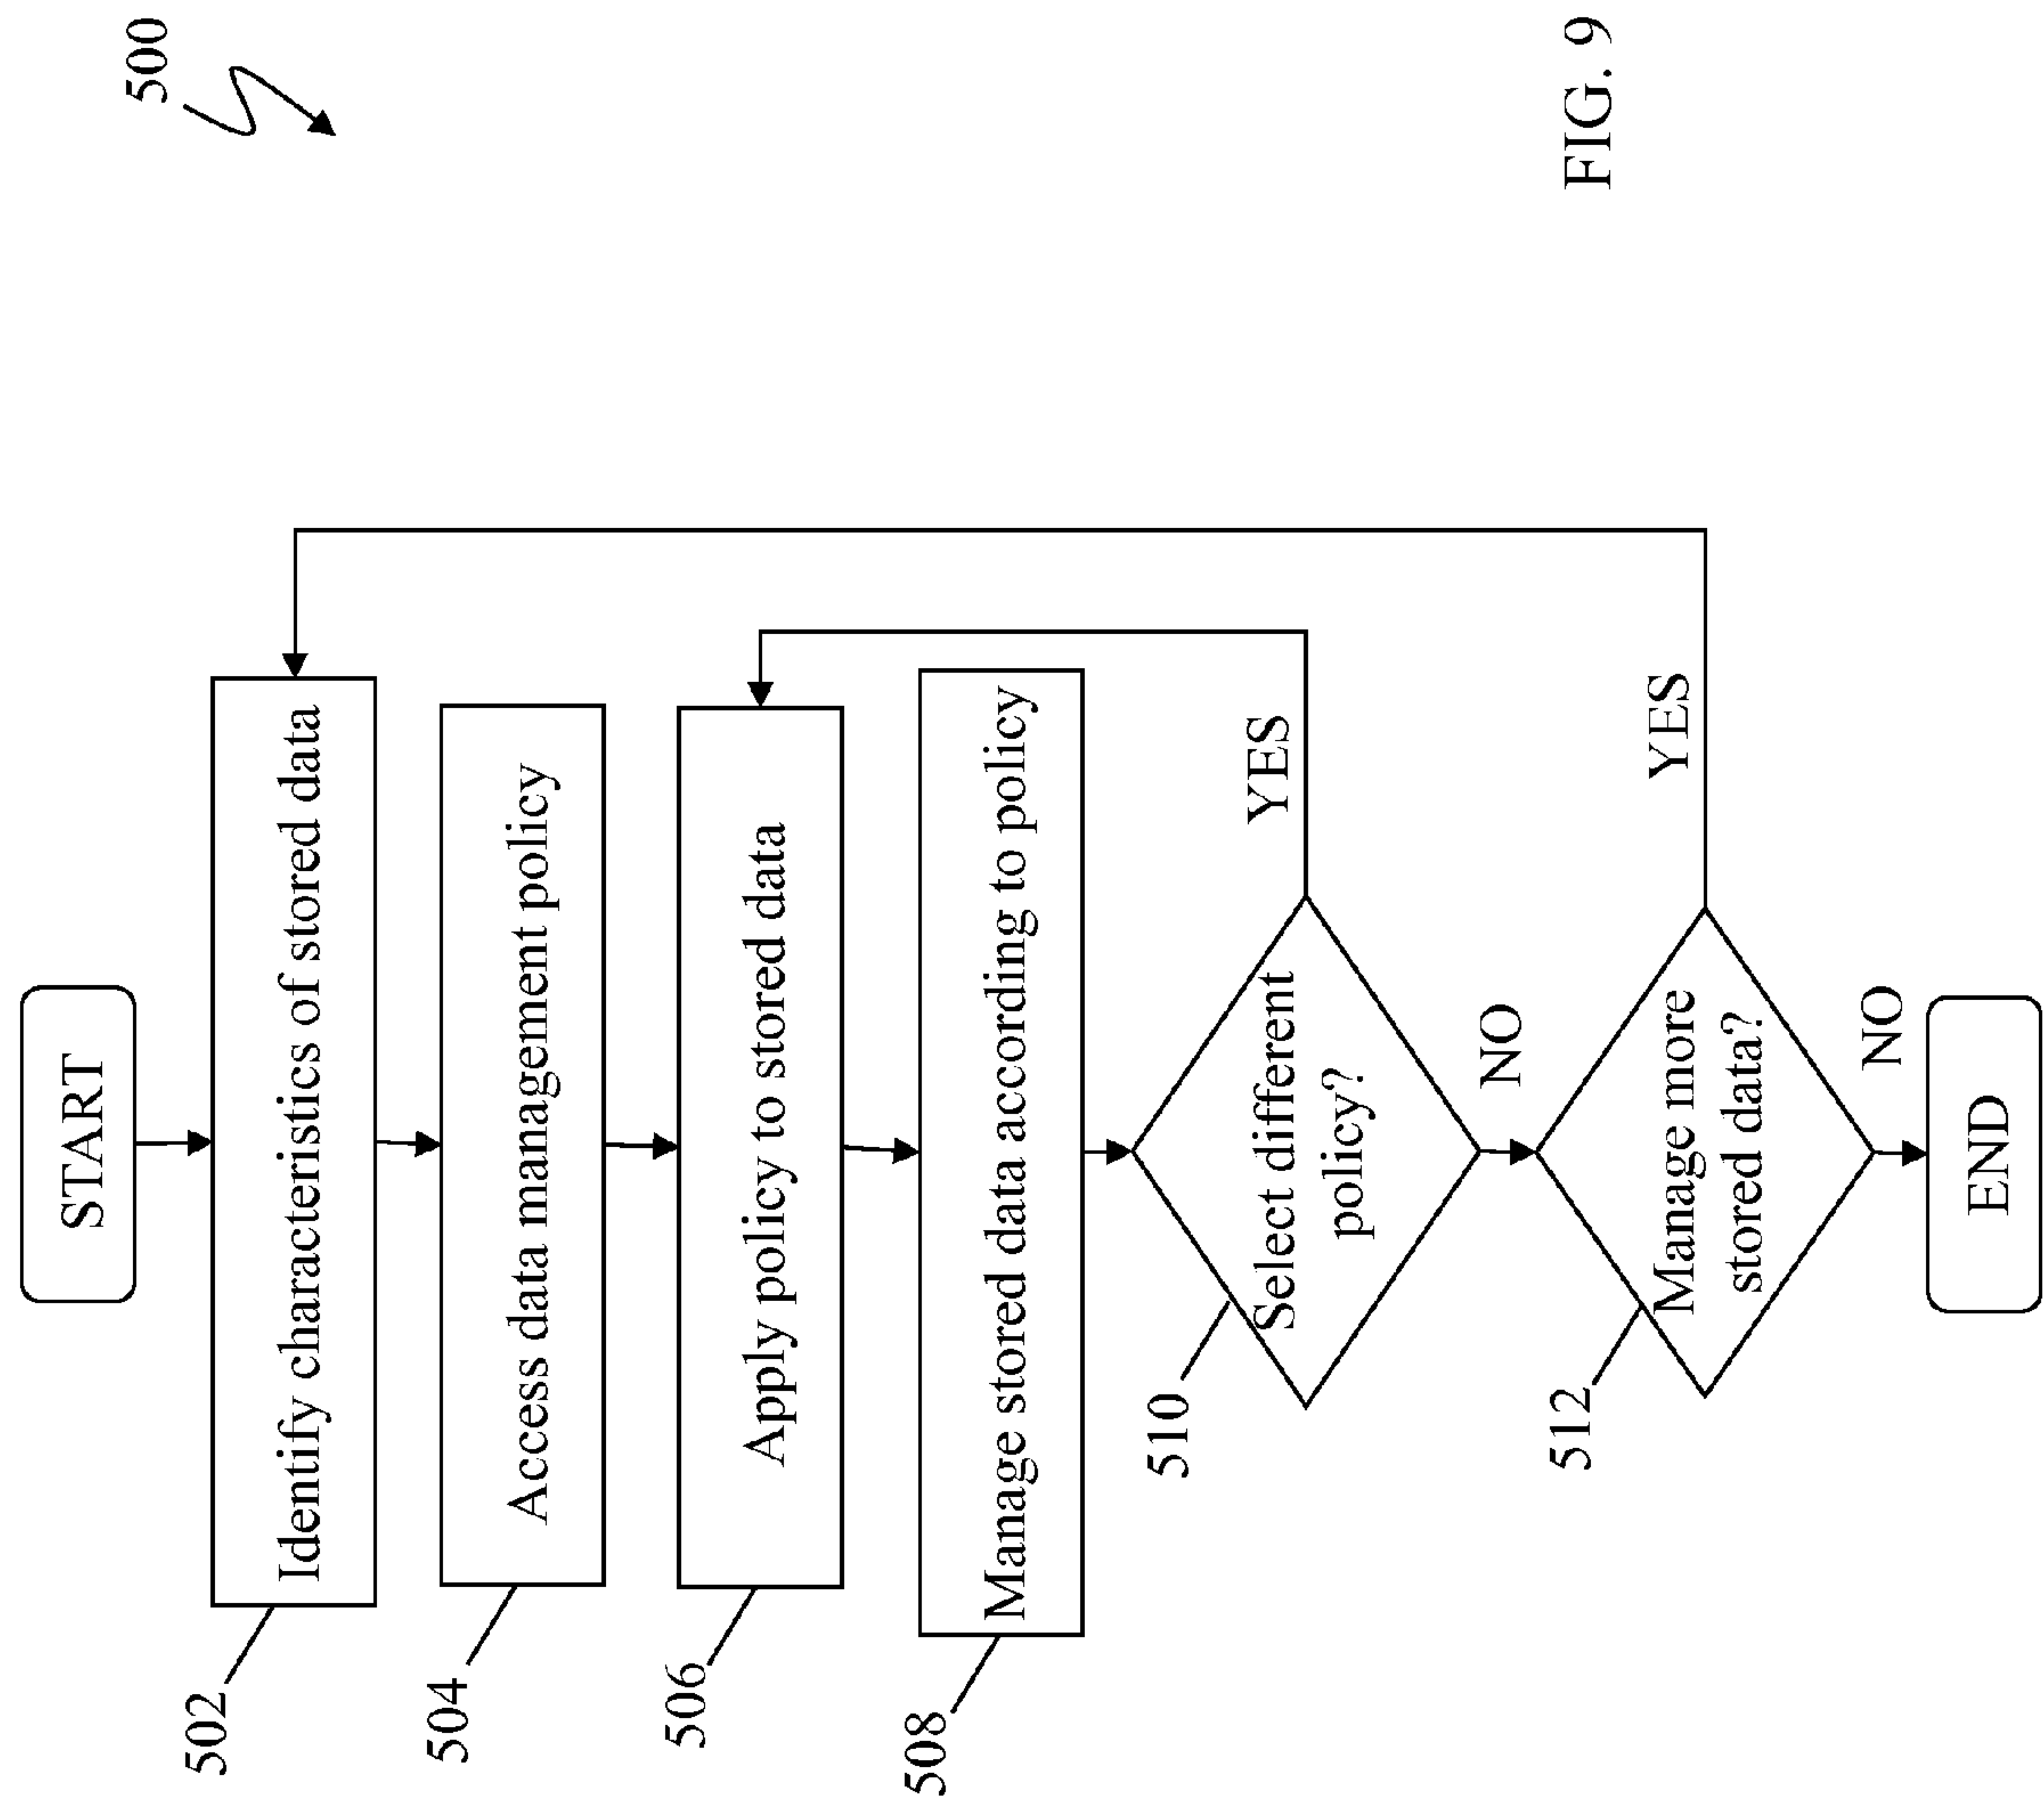 500
START
502
Identify characteristics of stored data
504
Access data management policy
506
Apply policy to stored data
508
Manage stored data according to policy
510
Select different
policy?
YES
NO
512
Manage more
stored data?
YES
NO
END
FIG. 9